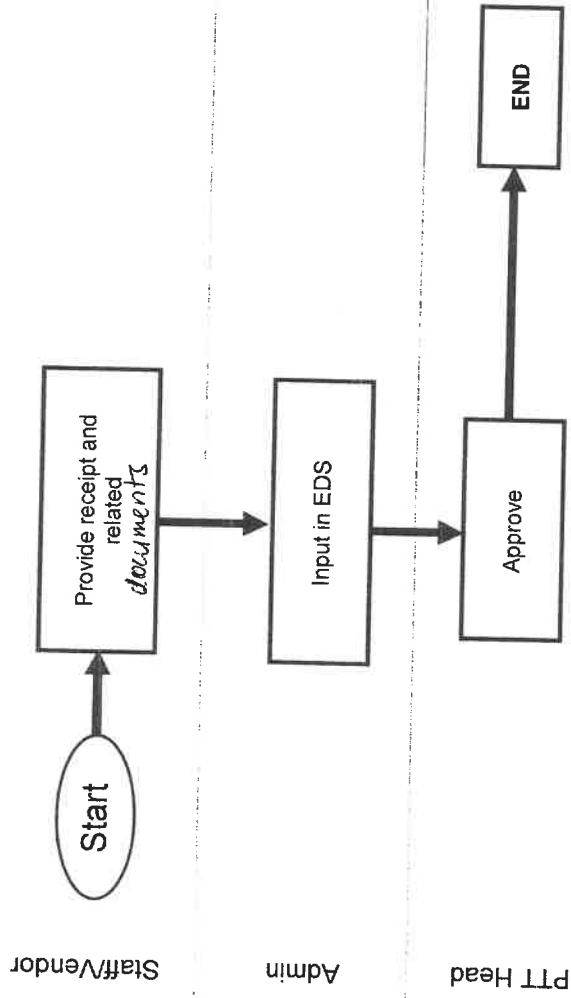 Staff/Vendor
Start
Provide receipt and
related
documents
Admin
Input in EDS
PTT Head
Approve
END